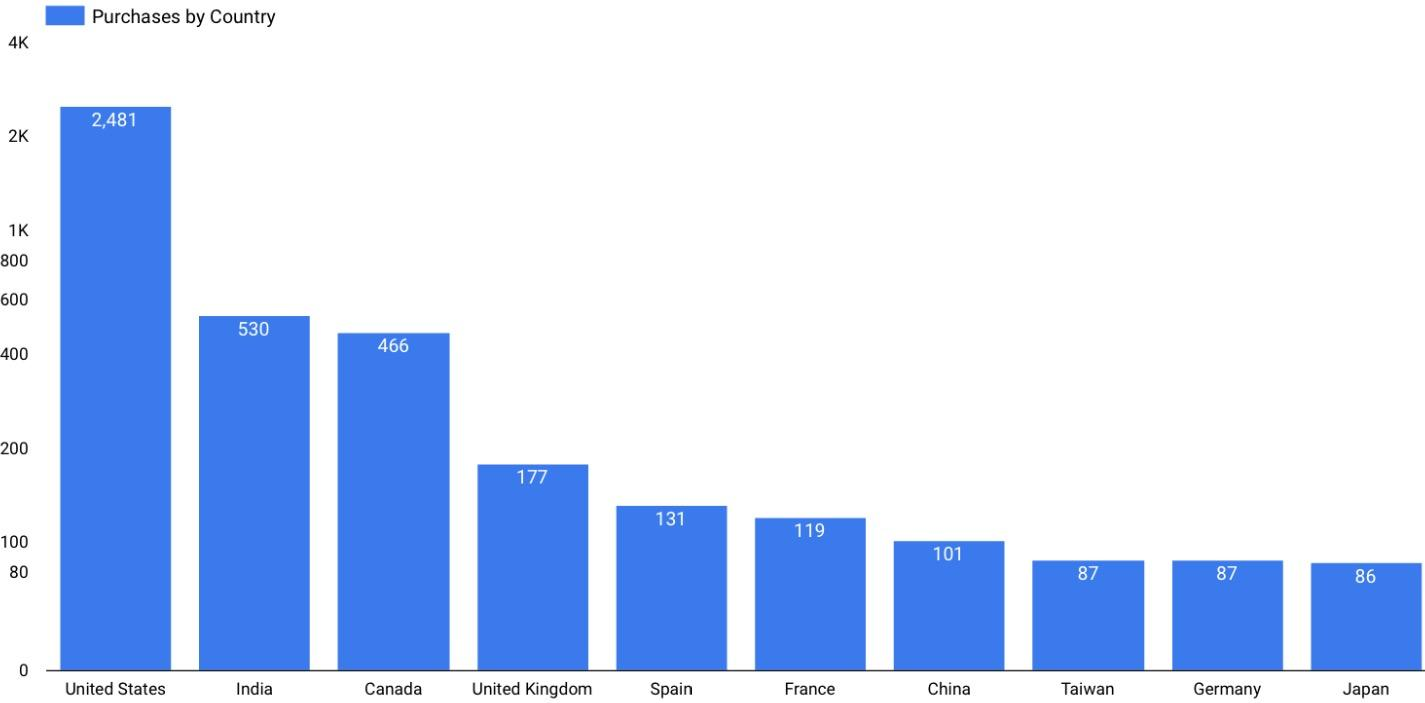 Purchases by Country
4K
2K
1K
800
600
400
200
100
80
0
2,481
530
466
177
131
119
101
87
87
86
United States
India
Canada
United Kingdom
Spain
France
China
Taiwan
Germany
Japan